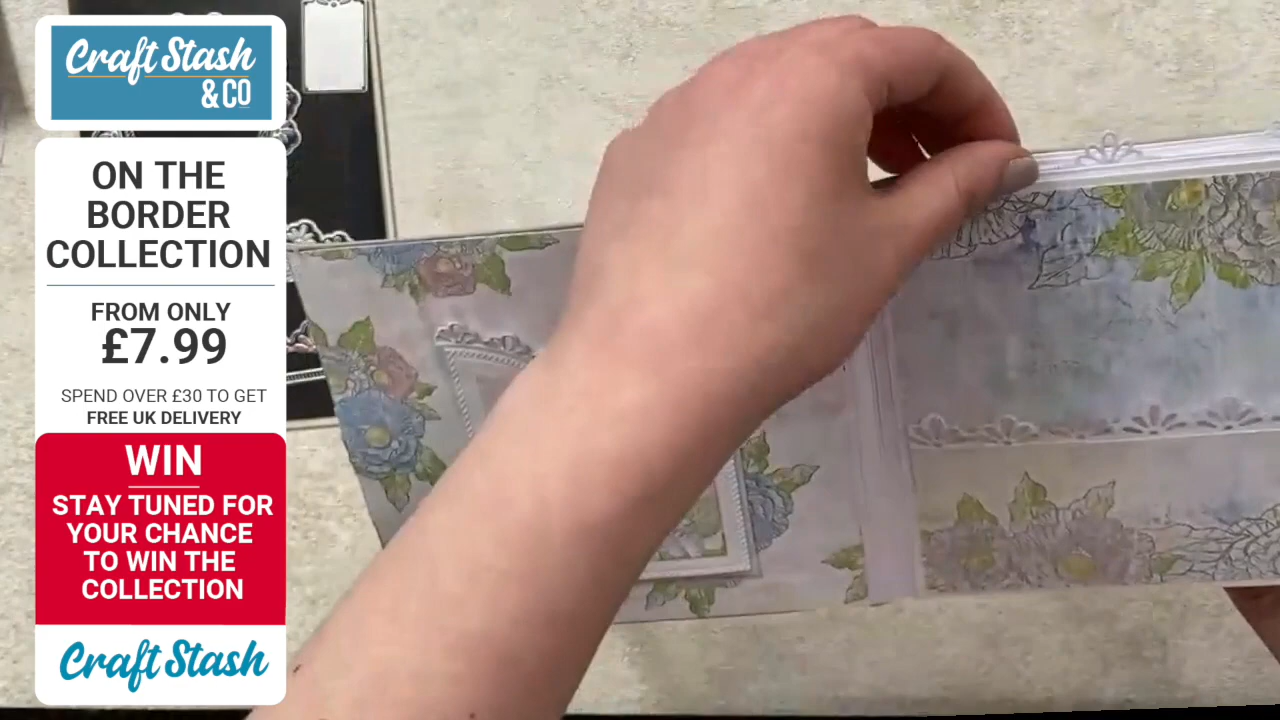 Craft Stash
& CO
ON THE
BORDER
COLLECTION
FROM ONLY
£7.99
SPEND OVER £30 TO GET
FREE UK DELIVERY
WIN
STAY TUNED FOR
YOUR CHANCE
TO WIN THE
COLLECTION
Craft Stash